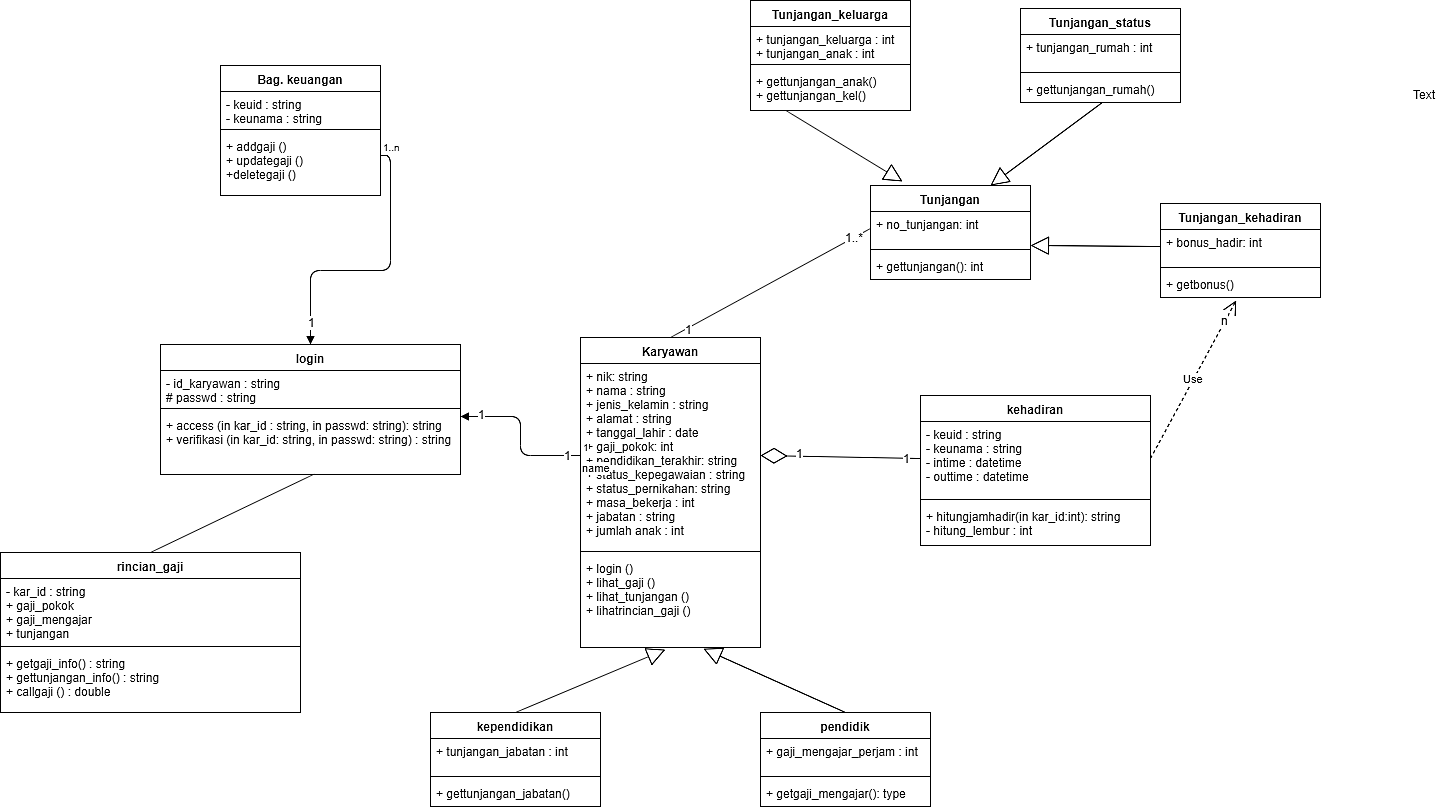 Tunjangan_keluarga
+ tunjangan_keluarga : int
+ tunjangan_anak : int
+ gettunjangan_anak()
+ gettunjangan_kel()
Tunjangan_status
+ tunjangan_rumah : int
+ gettunjangan_rumah()
Text
Bag. keuangan
- keuid : string
- keunama : string
+ addgaji ()
+ updategaji ()
+deletegaji ()
1..n
1
Tunjangan
+ no_tunjangan: int
+ gettunjangan(): int
1..*
1
Tunjangan_kehadiran
+ bonus_hadir: int
+ getbonus()
n
Use
login
- id_karyawan : string
# passwd : string
+ access (in kar_id : string, in passwd: string): string
+ verifikasi (in kar_id: string, in passwd: string) : string
1
1
Karyawan
+ nik: string
+ nama : string
+ jenis_kelamin : string
+ alamat : string
+ tanggal_lahir : date
+ gaji_pokok: int
+ pendidikan_terakhir: string
+ status_kepegawaian : string
+ status_pernikahan: string
+ masa_bekerja : int
+ jabatan : string
+ jumlah anak : int
+ login ()
+ lihat_gaji ()
+ lihat_tunjangan ()
+ lihatrincian_gaji ()
1
name
1
1
kehadiran
- keuid : string
- keunama : string
- intime : datetime
- outtime : datetime
+ hitungjamhadir(in kar_id:int): string
- hitung_lembur : int
rincian_gaji
- kar_id : string
+ gaji_pokok
+ gaji_mengajar
+ tunjangan
+ getgaji_info() : string
+ gettunjangan_info() : string
+ callgaji () : double
kependidikan
+ tunjangan_jabatan : int
+ gettunjangan_jabatan()
pendidik
+ gaji_mengajar_perjam : int
+ getgaji_mengajar(): type